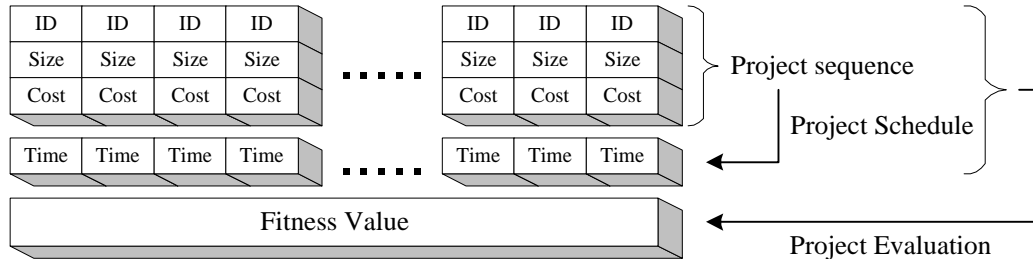 ID ID ID ID ID ID ID
Size Size Size Size Size Size Size
Cost Cost Cost Cost Cost Cost Cost
Project sequence
Project Schedule
Time Time Time Time Time Time Time
Fitness Value
Project Evaluation